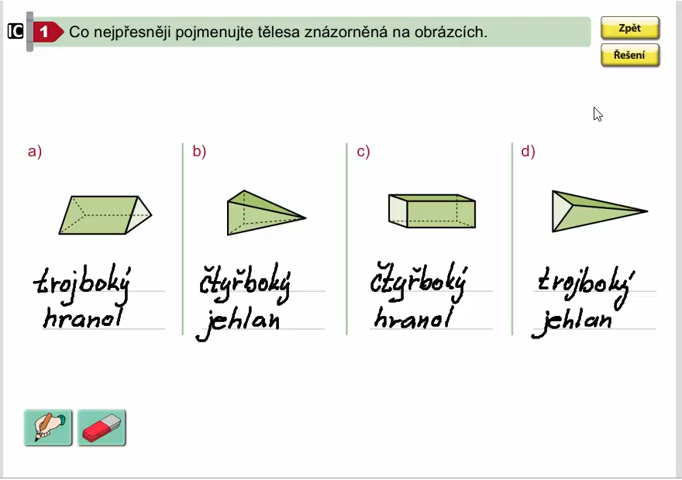 IC
1 Co nejpřesněji pojmenujte tělesa znázorněná na obrázcích.
Zpět
Řešení
a)
b)
c)
d)
trojboký
hranol
čtyřboký
jehlan
čtyřboký
hranol
trojboký
jehlan